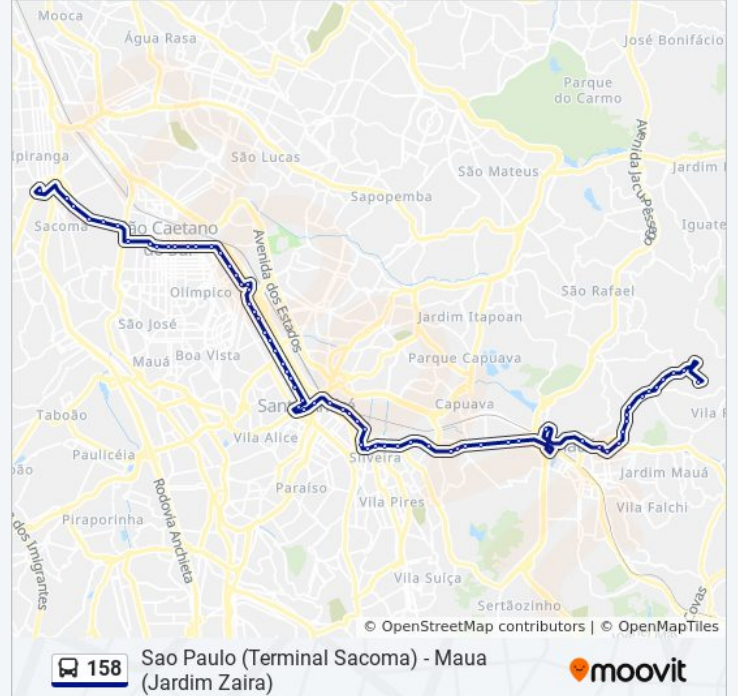 Mooca
Água Rasa
José Bonifácio
Parque
do Carmo
Ipiranga
São Lucas
São Mateus
Jardim I
Sapopemba
Avenida Jacu-Pêssego
Sacoma
São Caetano
do Sul
Iguate
Avenida dos Estados
Olímpico
São Rafael
São José
Jardim Itapoan
Mauá
Boa Vista
Parque Capuava
Taboão
Capuava
Vila F
Vila Alice
Paulicéia
Silveira
Jardim Mauá
Paraíso
Vila Pires
Vila Falchi
Piraporinha
Rodovia Anchieta
dos Imigrantes
Vila Suíça
Sertãozinho
ovas
© OpenStreetMap contributors | © OpenMapTiles
158
Sao Paulo (Terminal Sacoma) - Maua
(Jardim Zaira)
moovit